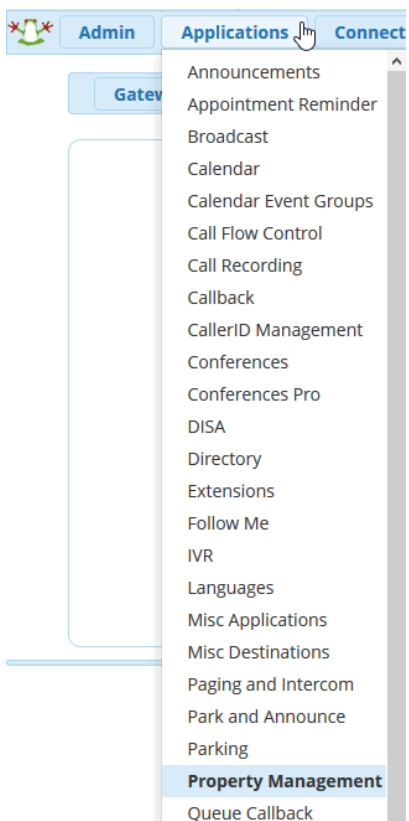 Admin Applications Connect
Gatew
Announcements
Appointment Reminder
Broadcast
Calendar
Calendar Event Groups
Call Flow Control
Call Recording
Callback
CallerID Management
Conferences
Conferences Pro
DISA
Directory
Extensions
Follow Me
IVR
Languages
Misc Applications
Misc Destinations
Paging and Intercom
Park and Announce
Parking
Property Management
Queue Callback